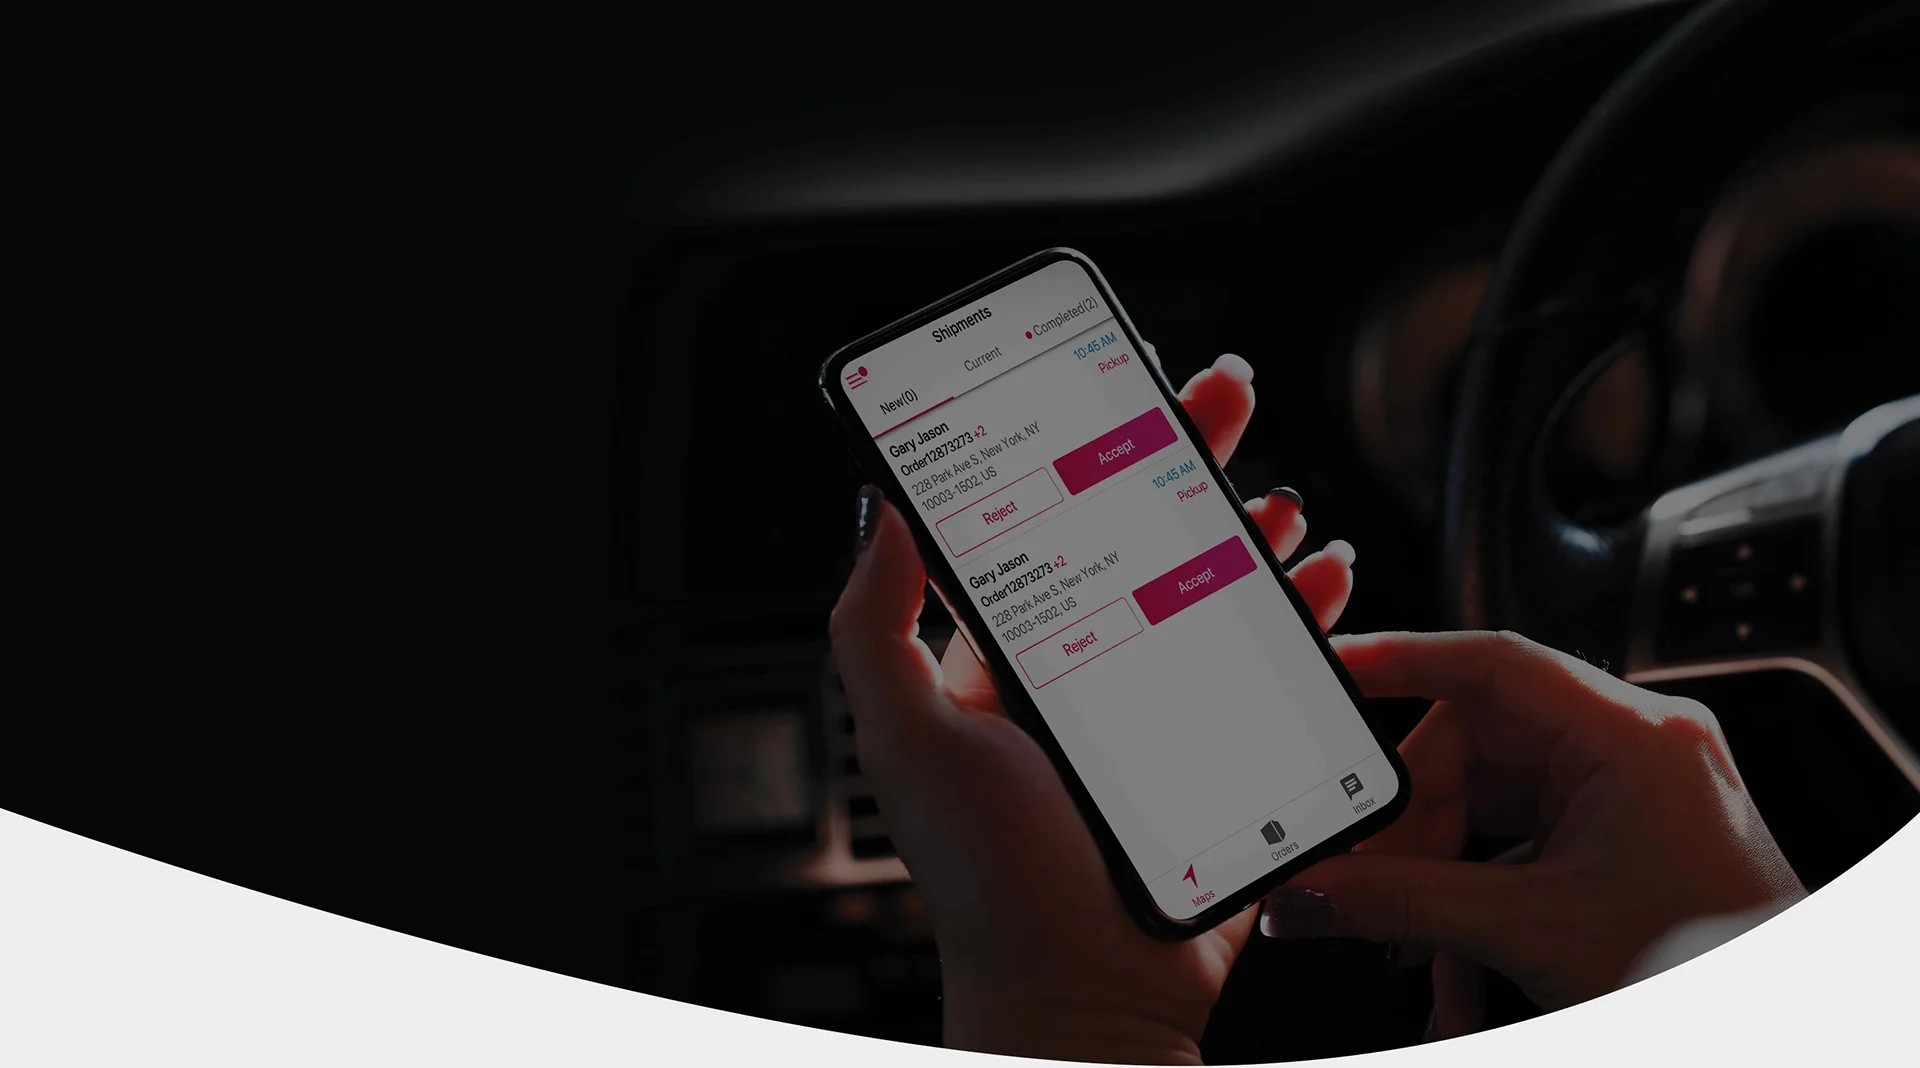 Shipments
New(0)
Current
Completed(2)
Gary Jason
10:45 AM
Order12873273 +2
Pickup
228 Park Ave S, New York, NY
10003-1502, US
Reject
Accept
Gary Jason
10:45 AM
Order12873273 +2
Pickup
228 Park Ave S, New York, NY
10003-1502, US
Reject
Accept
Maps
Orders
Inbox